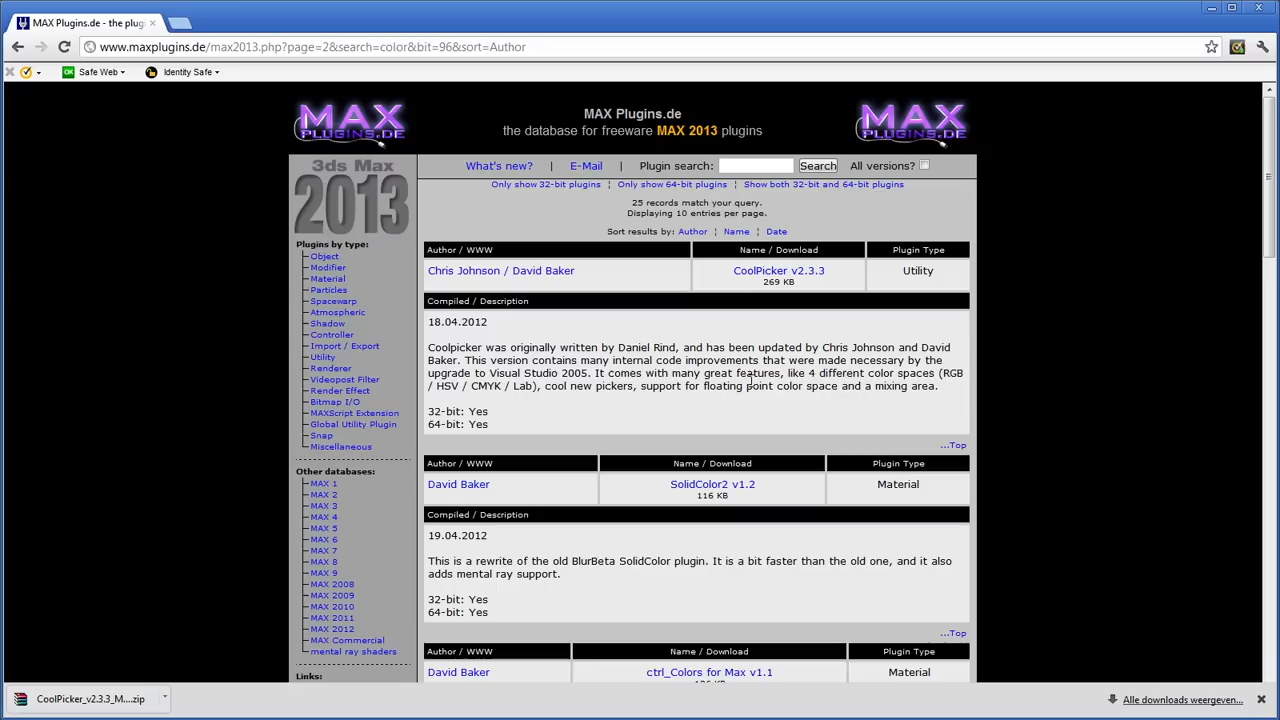 MAX Plugins.de - the plug
www.maxplugins.de/max2013.php?page=2&search=color&bit=96&sort=Author
Safe Web
Identity Safe
MAX PLUGINS.DE
MAX Plugins.de
the database for freeware MAX 2013 plugins
MAX PLUGINS.DE
3ds Max
2013
What's new? | E-Mail | Plugin search: Search All versions?
Only show 32-bit plugins ¦ Only show 64-bit plugins ¦ Show both 32-bit and 64-bit plugins
25 records match your query.
Displaying 10 entries per page.
Sort results by: Author ¦ Name ¦ Date
Plugins by type:
Object
Modifier
Material
Particles
Spacewarp
Atmospheric
Shadow
Controller
Import / Export
Utility
Renderer
Videopost Filter
Render Effect
Bitmap I/O
MAXScript Extension
Global Utility Plugin
Snap
Miscellaneous
Other databases:
MAX 1
MAX 2
MAX 3
MAX 4
MAX 5
MAX 6
MAX 7
MAX 8
MAX 9
MAX 2008
MAX 2009
MAX 2010
MAX 2011
MAX 2012
MAX Commercial
mental ray shaders
Links:
Author / WWW Name / Download Plugin Type
Chris Johnson / David Baker CoolPicker v2.3.3 Utility
269 KB
Compiled / Description
18.04.2012
Coolpicker was originally written by Daniel Rind, and has been updated by Chris Johnson and David
Baker. This version contains many internal code improvements that were made necessary by the
upgrade to Visual Studio 2005. It comes with many great features, like 4 different color spaces (RGB
/ HSV / CMYK / Lab), cool new pickers, support for floating point color space and a mixing area.
32-bit: Yes
64-bit: Yes
...Top
Author / WWW Name / Download Plugin Type
David Baker SolidColor2 v1.2 Material
116 KB
Compiled / Description
19.04.2012
This is a rewrite of the old BlurBeta SolidColor plugin. It is a bit faster than the old one, and it also
adds mental ray support.
32-bit: Yes
64-bit: Yes
...Top
Author / WWW Name / Download Plugin Type
David Baker ctrl_Colors for Max v1.1 Material
CoolPicker_v2.3.3_M....zip
Alle downloads weergeven...